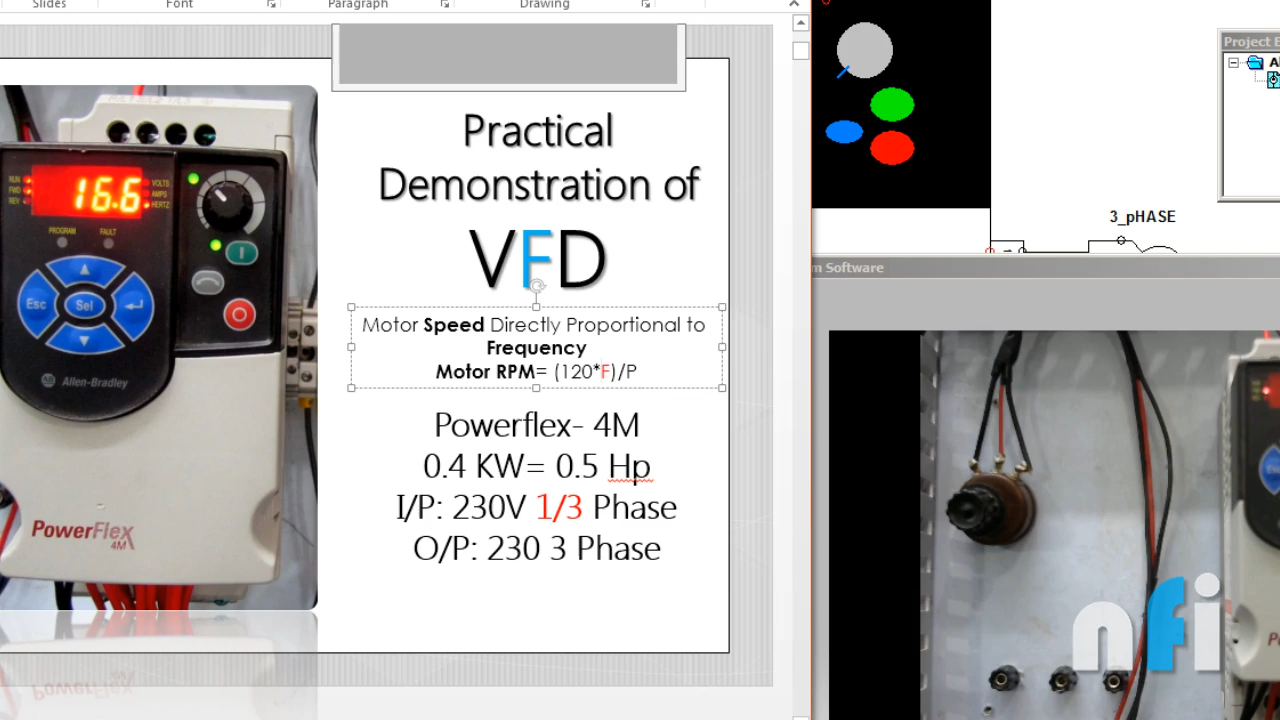 Slides
Font
Paragraph
Drawing
Practical
Demonstration of
VFD
Motor Speed Directly Proportional to
Frequency
Motor RPM= (120*F)/P
Powerflex- 4M
0.4 KW= 0.5 Hp
I/P: 230V 1/3 Phase
O/P: 230 3 Phase
16.6
RUN
FWD
REV
VOLTS
AMPS
HERTZ
PROGRAM
FAULT
Esc
Sel
Allen-Bradley
PowerFlex
4M
Project E
3_pHASE
m Software
nfi